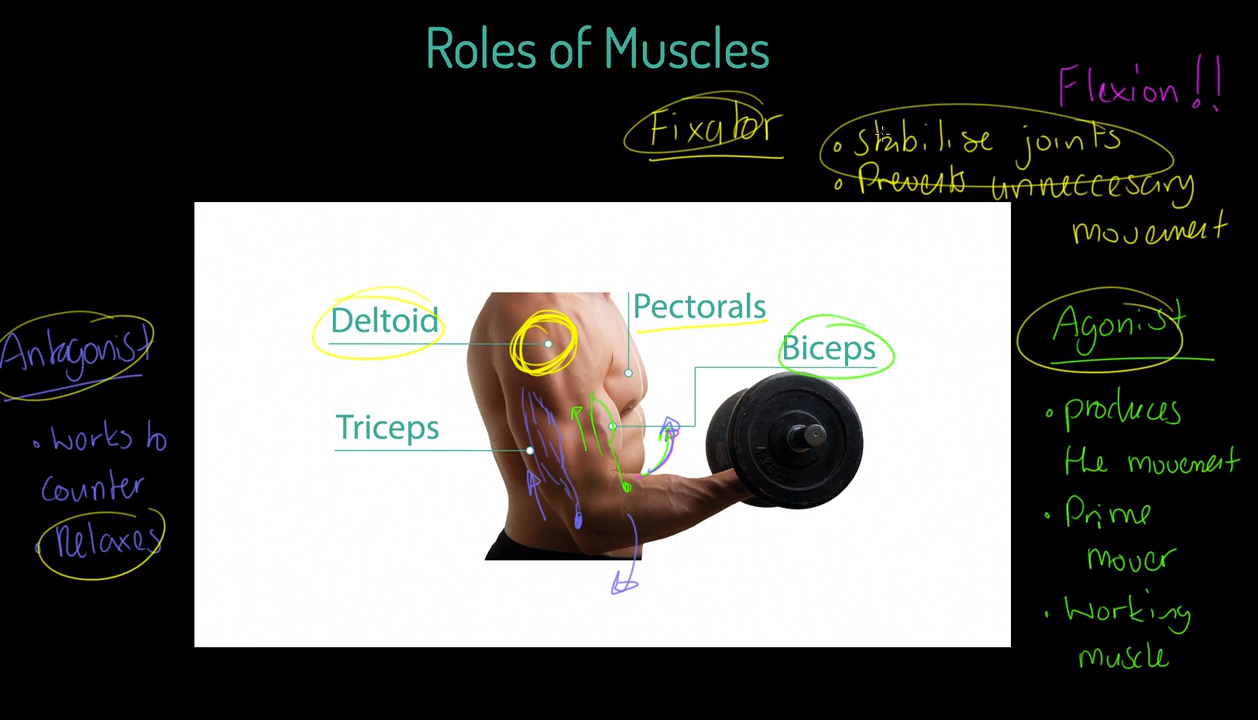 Roles of Muscles
Flexion!!
Fixator
• stabilise joints
• Prevents unneccesary
movement
Deltoid
Pectorals
Biceps
Triceps
Antagonist
• works to
counter
• Relaxes
Agonist
• produces
the movement
• Prime
mover
• Working
muscle